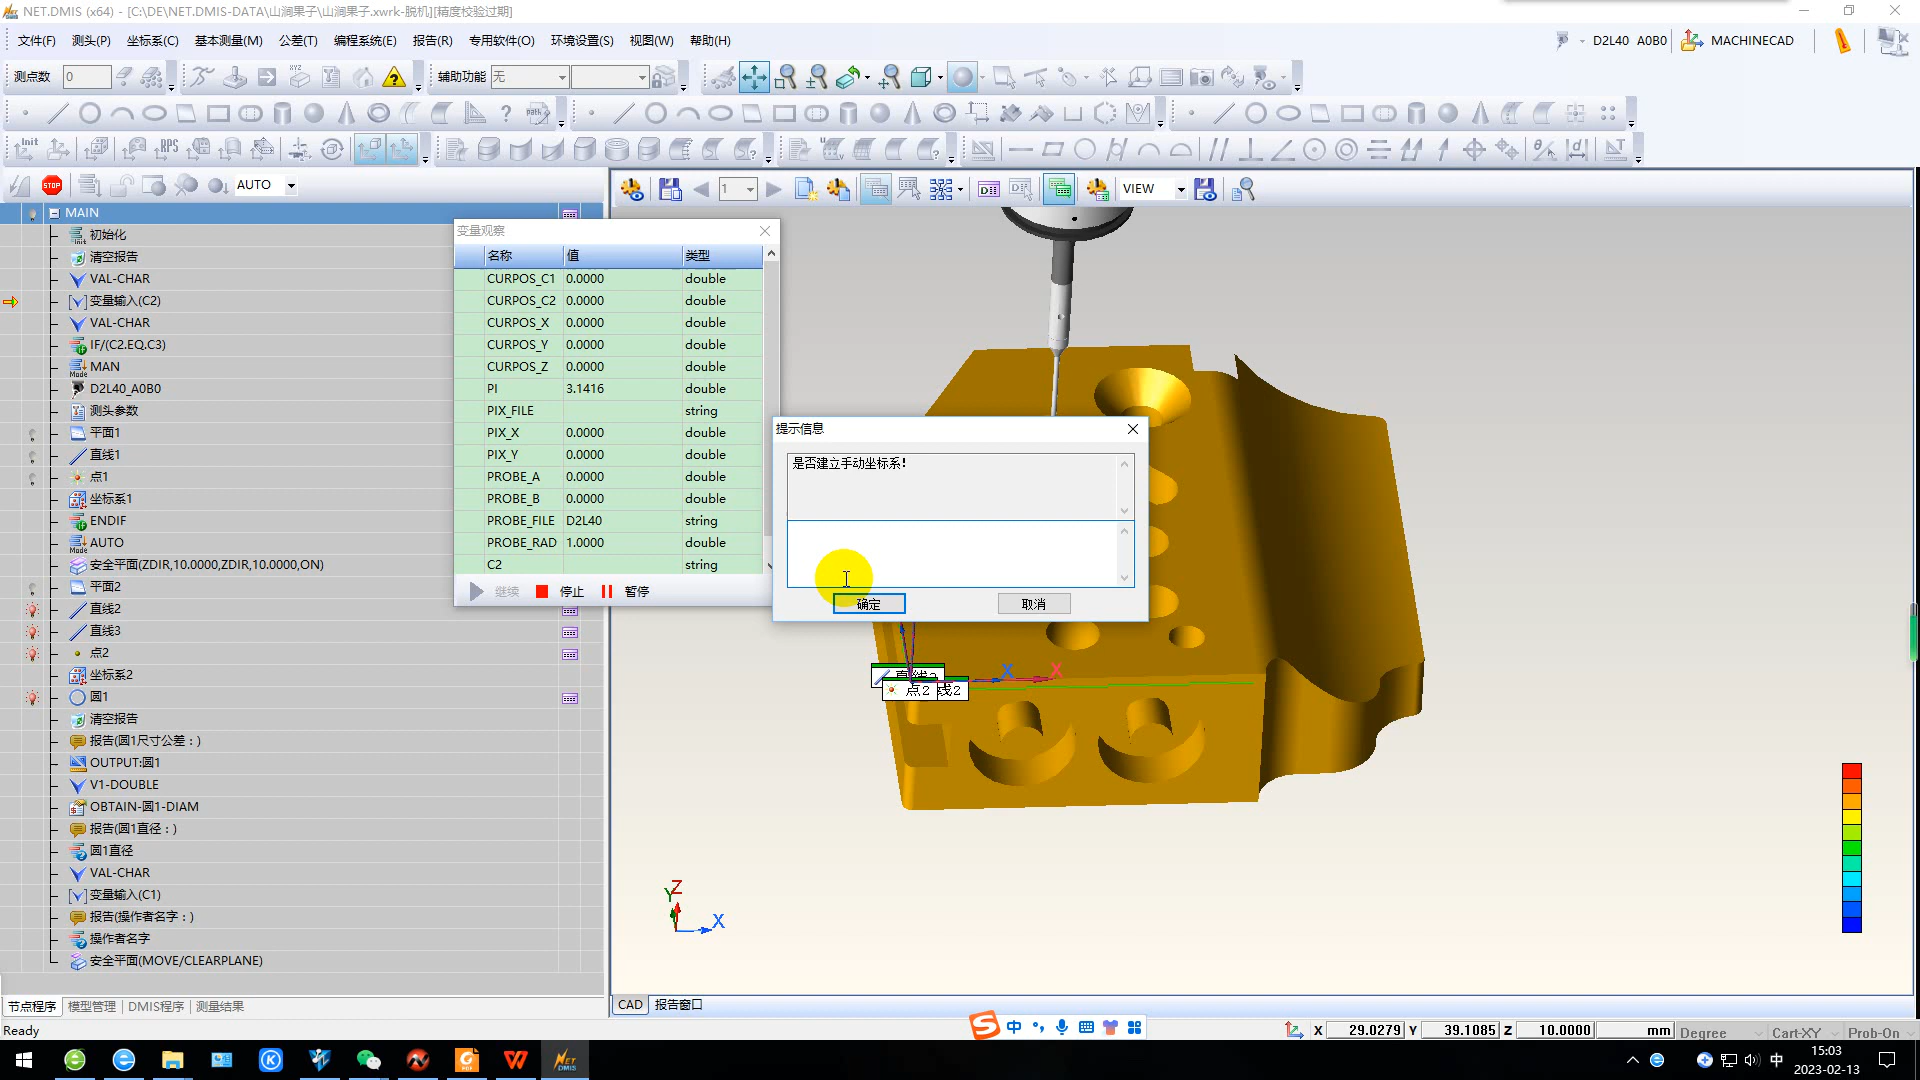 NET.DMIS (x64) - [C:\DE\NET.DMIS-DATA\山涧果子\山涧果子.xwrk-脱机][精度校验过期]
文件(F) 测头(P) 坐标系(C) 基本测量(M) 公差(T) 编程系统(E) 报告(R) 专用软件(O) 环境设置(S) 视图(W) 帮助(H)
D2L40 A0B0 MACHINECAD
测点数 0 辅助功能 无
AUTO
1 VIEW
MAIN
初始化
清空报告
VAL-CHAR
变量输入(C2)
VAL-CHAR
IF/(C2.EQ.C3)
MAN
D2L40_A0B0
测头参数
平面1
直线1
点1
坐标系1
ENDIF
AUTO
安全平面(ZDIR,10.0000,ZDIR,10.0000,ON)
平面2
直线2
直线3
点2
坐标系2
圆1
清空报告
报告(圆1尺寸公差：)
OUTPUT:圆1
V1-DOUBLE
OBTAIN-圆1-DIAM
报告(圆1直径：)
圆1直径
VAL-CHAR
变量输入(C1)
报告(操作者名字：)
操作者名字
安全平面(MOVE/CLEARPLANE)
变量观察
名称 值 类型
CURPOS_C1 0.0000 double
CURPOS_C2 0.0000 double
CURPOS_X 0.0000 double
CURPOS_Y 0.0000 double
CURPOS_Z 0.0000 double
PI 3.1416 double
PIX_FILE string
PIX_X 0.0000 double
PIX_Y 0.0000 double
PROBE_A 0.0000 double
PROBE_B 0.0000 double
PROBE_FILE D2L40 string
PROBE_RAD 1.0000 double
C2 string
继续 停止 暂停
提示信息
是否建立手动坐标系!
确定 取消
X X
点2 线2
Z
Y
X
节点程序 模型管理 DMIS程序 测量结果
CAD 报告窗口
Ready
中
X 29.0279 Y 39.1085 Z 10.0000 mm Degree Cart-XY Prob-On
中
15:03
2023-02-13